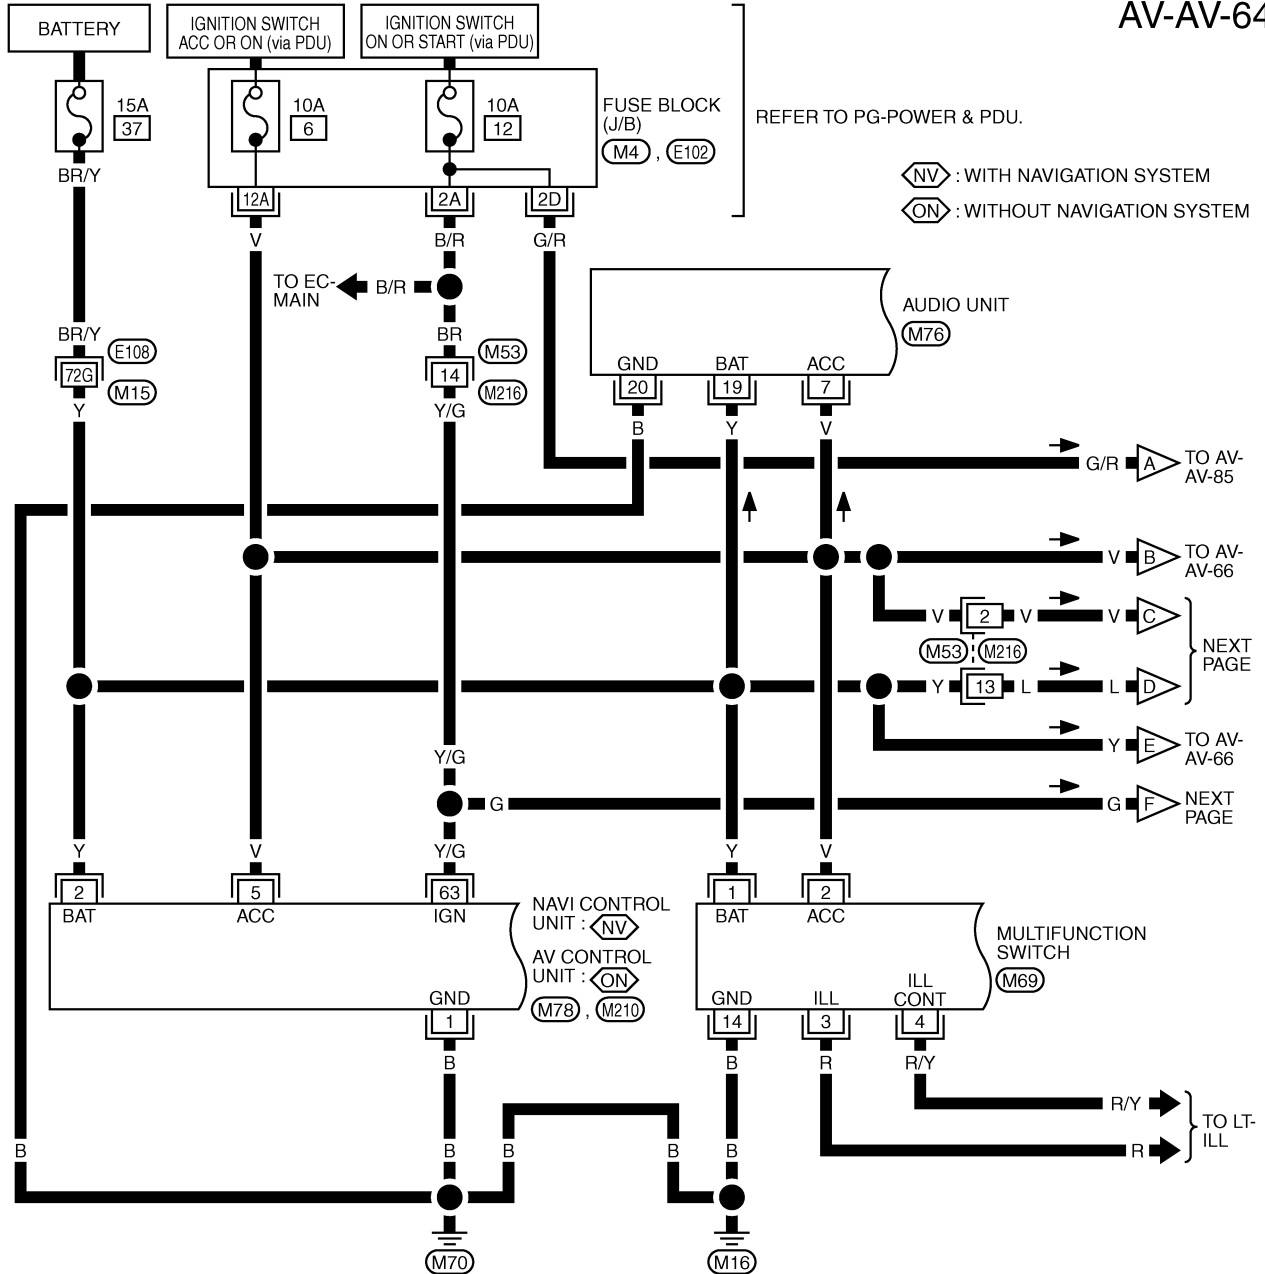 AV-AV-64
BATTERY
IGNITION SWITCH
ACC OR ON (via PDU)
IGNITION SWITCH
ON OR START (via PDU)
15A
37
10A
6
10A
12
FUSE BLOCK
(J/B)
M4 , E102
REFER TO PG-POWER & PDU.
NV : WITH NAVIGATION SYSTEM
ON : WITHOUT NAVIGATION SYSTEM
BR/Y
12A
2A
2D
V
B/R
G/R
TO EC-
MAIN
B/R
AUDIO UNIT
M76
BR/Y
E108
72G
M15
Y
BR
M53
14
M216
Y/G
GND
BAT
ACC
20
19
7
B
Y
V
G/R
A
TO AV-
AV-85
V
B
TO AV-
AV-66
V
2
V
V
C
M53
M216
NEXT
PAGE
Y
13
L
L
D
Y
E
TO AV-
AV-66
Y/G
G
G
F
NEXT
PAGE
Y
V
Y/G
Y
V
2
5
63
1
2
BAT
ACC
IGN
BAT
ACC
NAVI CONTROL
UNIT : NV
AV CONTROL
UNIT : ON
M78 , M210
MULTIFUNCTION
SWITCH
M69
GND
GND
ILL
ILL
CONT
1
14
3
4
B
B
R
R/Y
R/Y
R
TO LT-
ILL
B
B
B
B
B
M70
M16